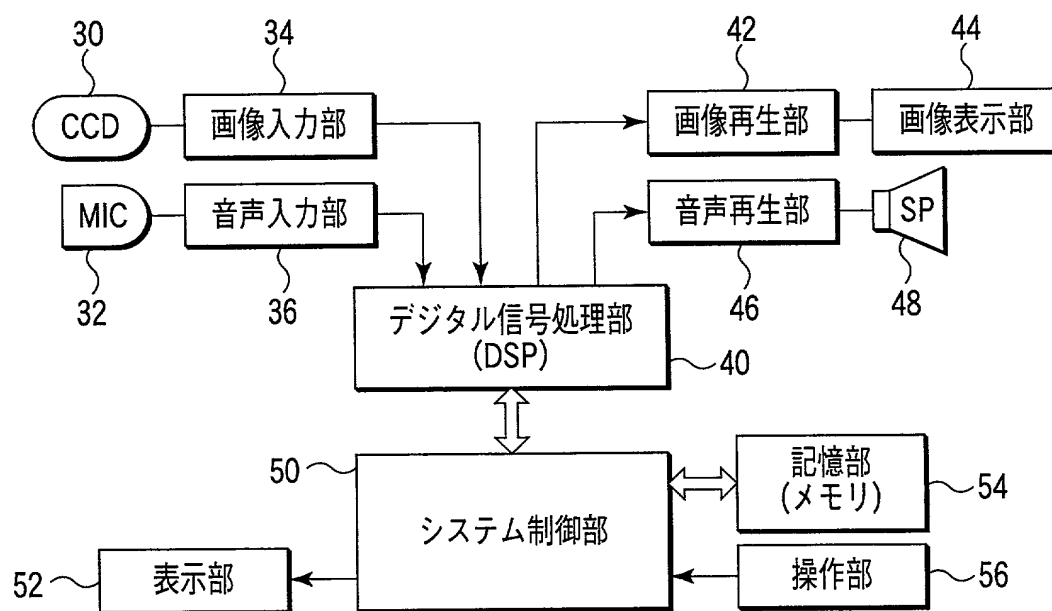 30
34
42
44
CCD
画像入力部
画像再生部
画像表示部
MIC
音声入力部
音声再生部
SP
32
36
46
48
デジタル信号処理部
(DSP)
40
50
システム制御部
記憶部
(メモリ)
54
52
表示部
操作部
56